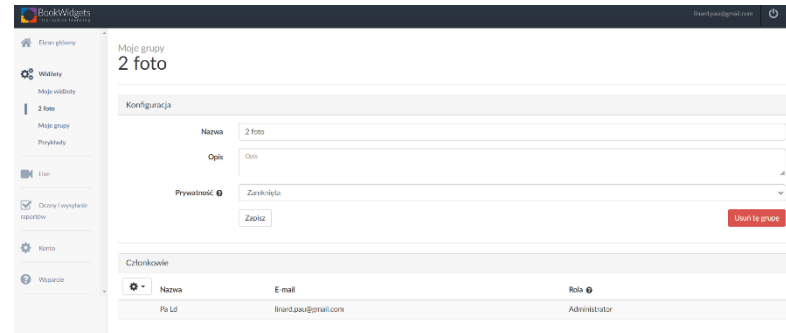 BookWidgets
interactive learning
linard.pau@gmail.com
Ekran główny
Widżety
Moje widżety
2 foto
Moje grupy
Przykłady
Live
Oceny i wysyłanie
raportów
Konto
Wsparcie
Moje grupy
2 foto
Konfiguracja
Nazwa 2 foto
Opis Opis
Prywatność Zamknięta
Zapisz Usuń tę grupę
Członkowie
Nazwa E-mail Rola
Pa Ld linard.pau@gmail.com Administrator